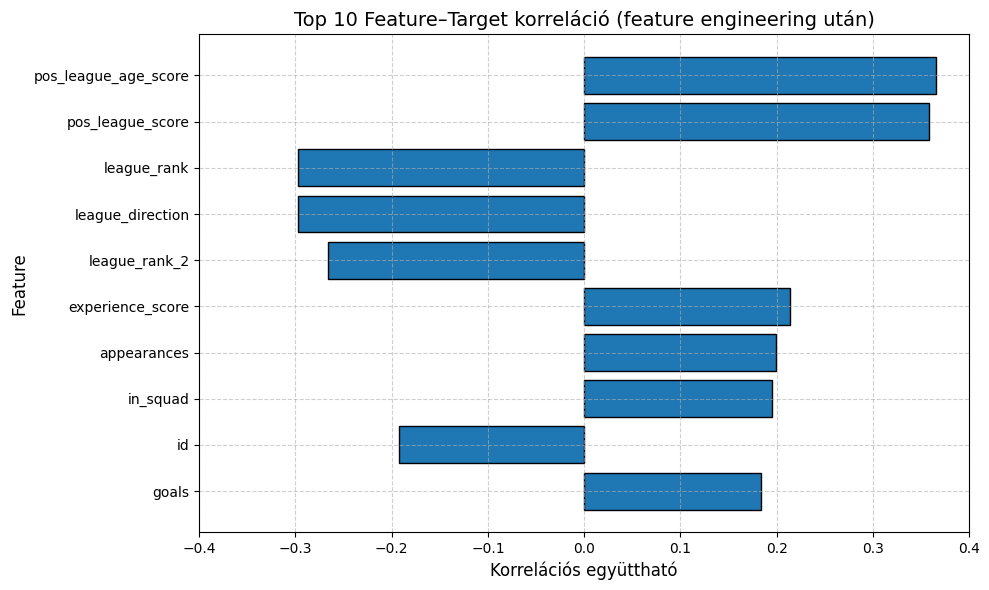 Top 10 Feature–Target korreláció (feature engineering után)
pos_league_age_score
pos_league_score
league_rank
league_direction
league_rank_2
experience_score
appearances
in_squad
id
goals
Feature
−0.4 −0.3 −0.2 −0.1 0.0 0.1 0.2 0.3 0.4
Korrelációs együttható